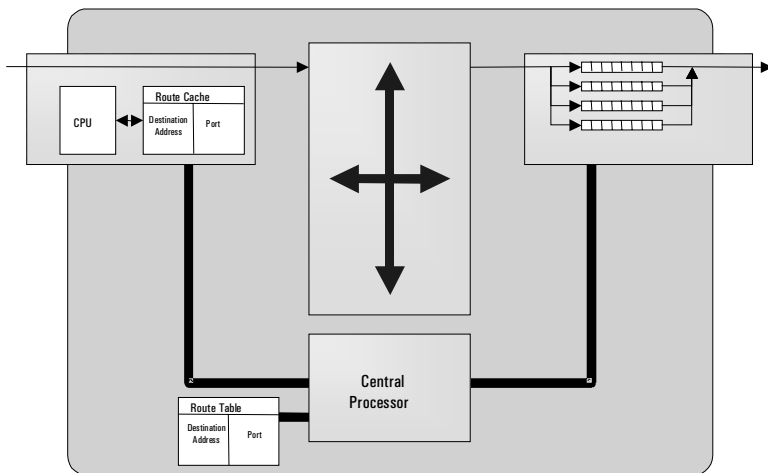 Route Cache
CPU
Destination
Address
Port
Central
Processor
Route Table
Destination
Address
Port